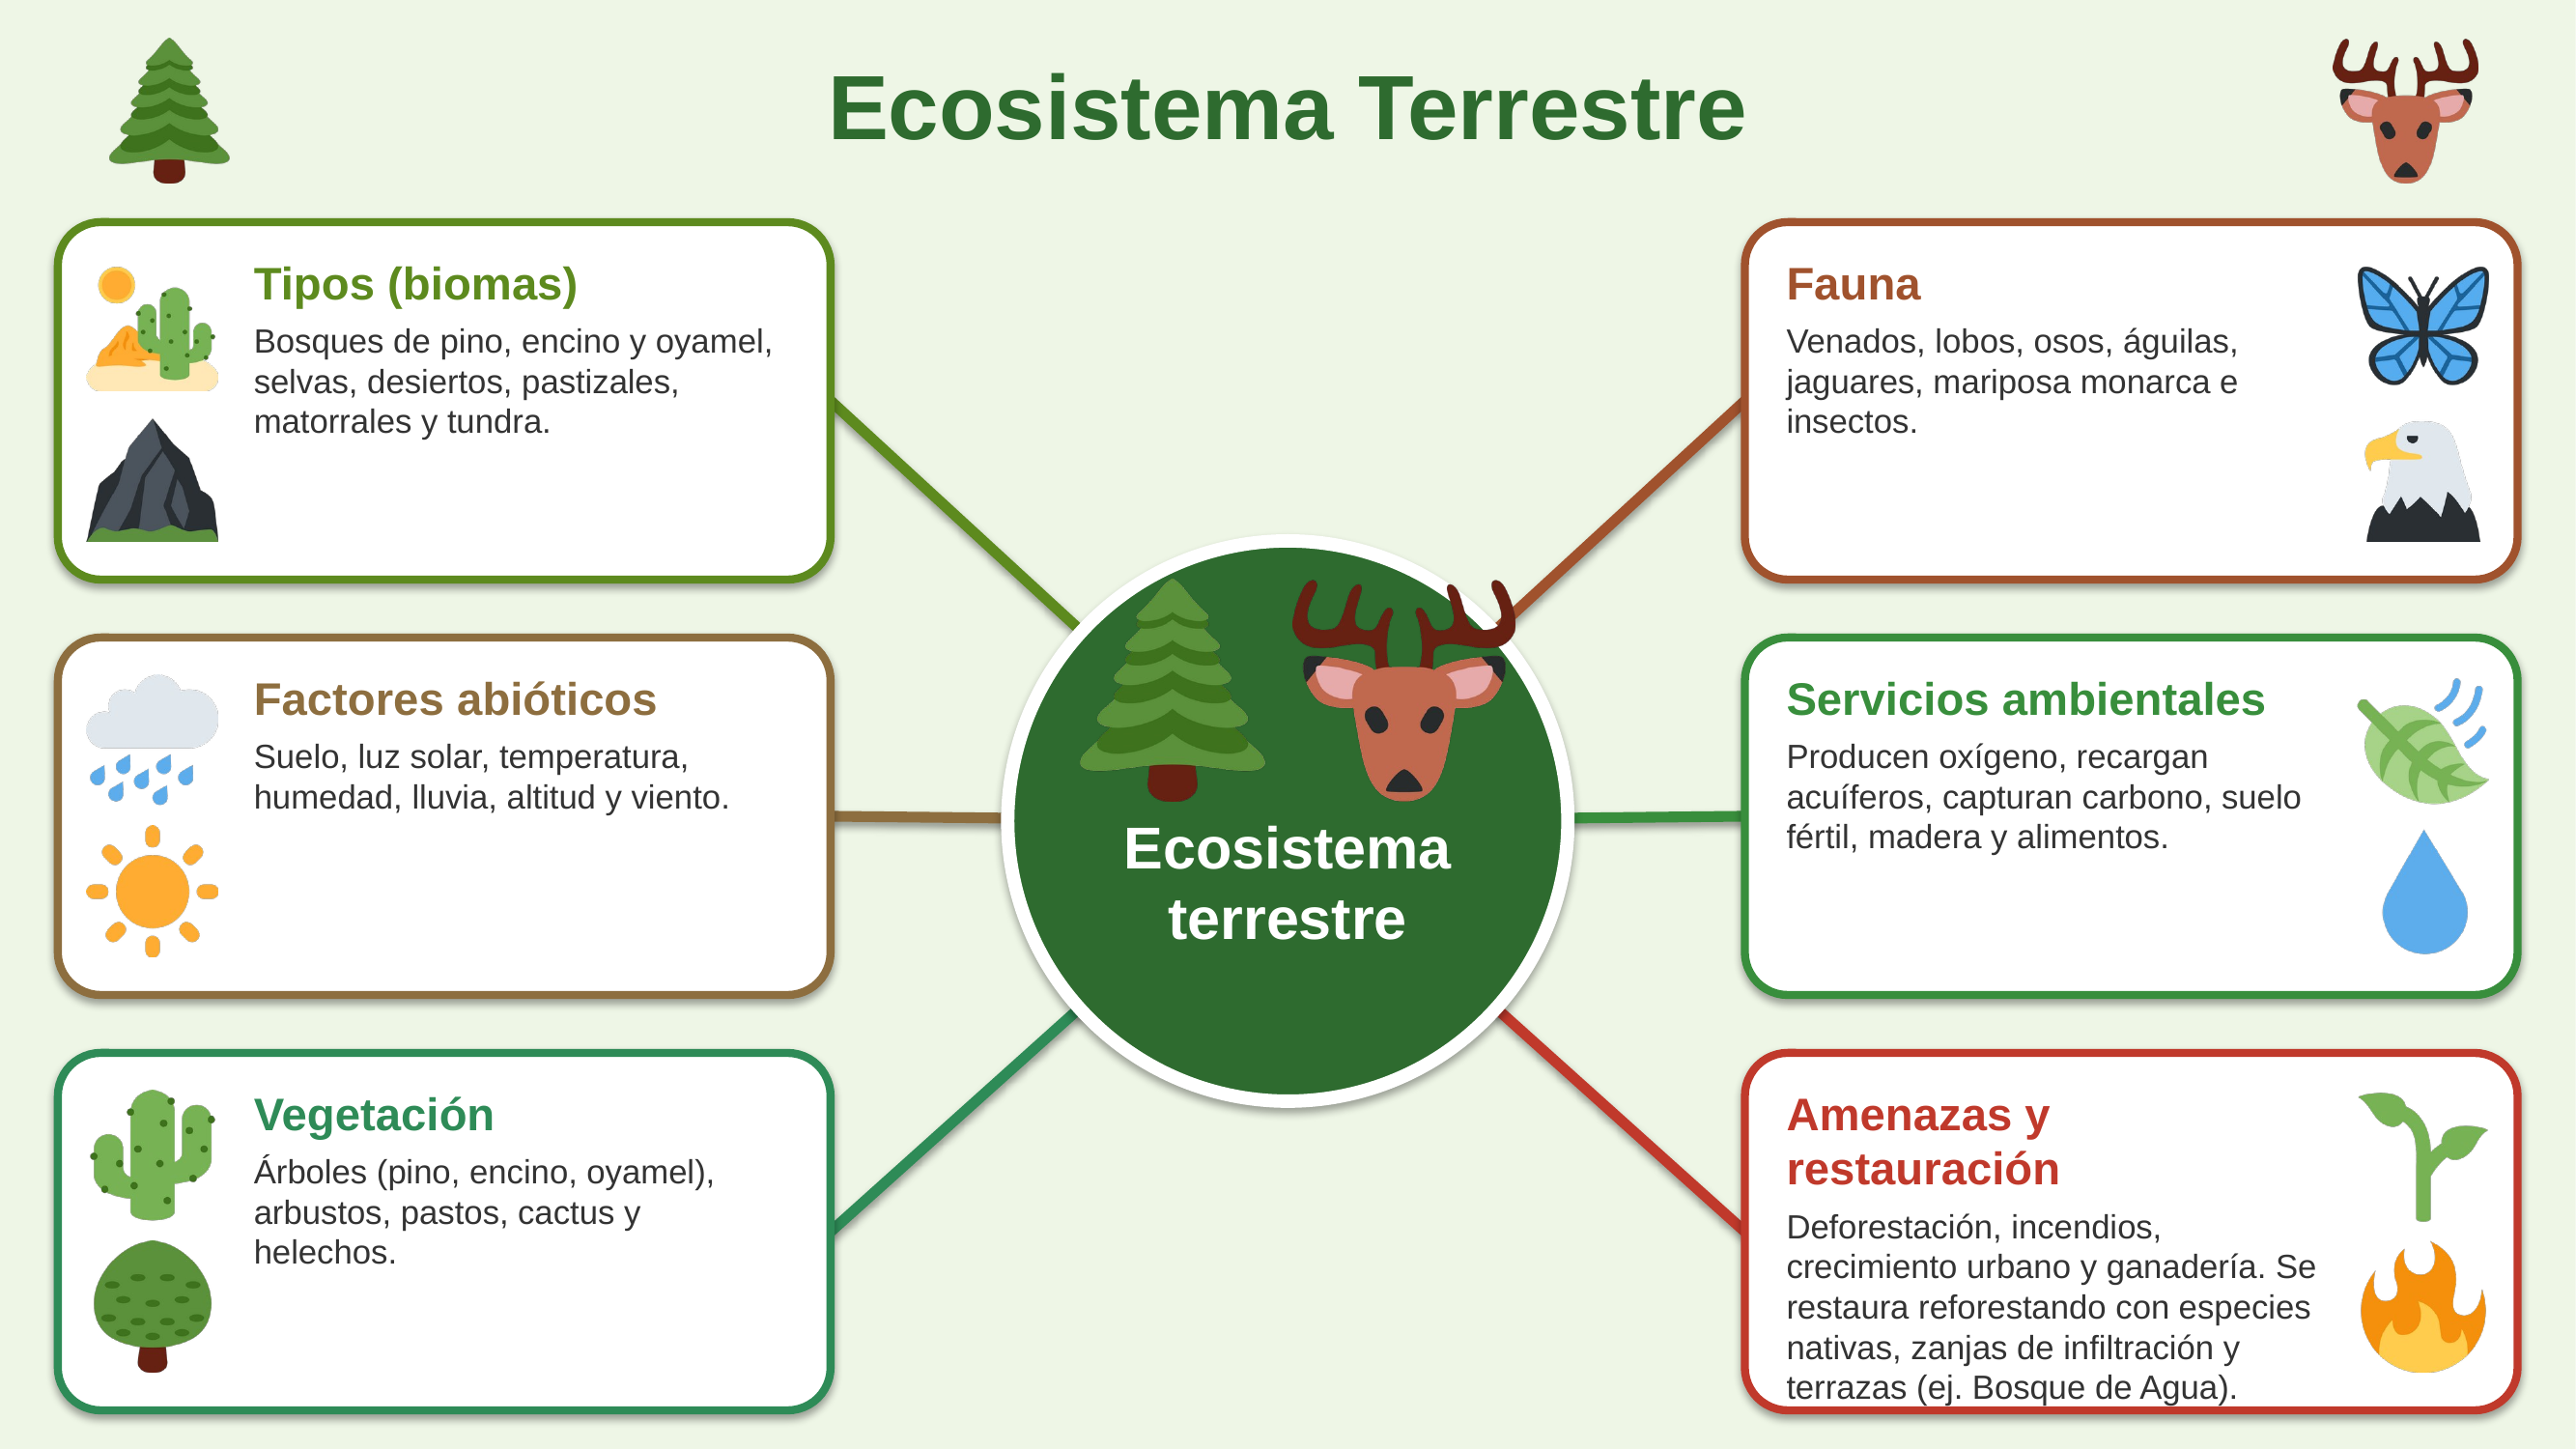 Ecosistema Terrestre
Tipos (biomas)
Bosques de pino, encino y oyamel,
selvas, desiertos, pastizales,
matorrales y tundra.
Factores abióticos
Suelo, luz solar, temperatura,
humedad, lluvia, altitud y viento.
Vegetación
Árboles (pino, encino, oyamel),
arbustos, pastos, cactus y
helechos.
Ecosistema
terrestre
Fauna
Venados, lobos, osos, águilas,
jaguares, mariposa monarca e
insectos.
Servicios ambientales
Producen oxígeno, recargan
acuíferos, capturan carbono, suelo
fértil, madera y alimentos.
Amenazas y
restauración
Deforestación, incendios,
crecimiento urbano y ganadería. Se
restaura reforestando con especies
nativas, zanjas de infiltración y
terrazas (ej. Bosque de Agua).